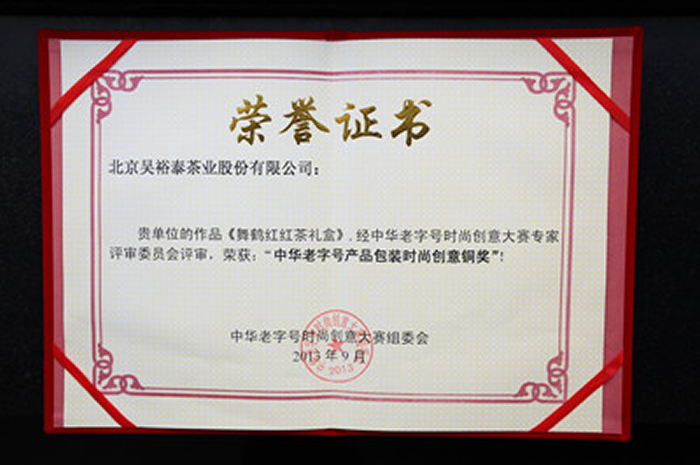 荣誉证书
北京吴裕泰茶业股份有限公司：
贵单位的作品《舞鹤红红茶礼盒》,经中华老字号时尚创意大赛专家
评审委员会评审，荣获：“中华老字号产品包装时尚创意铜奖”！
中华老字号时尚创意大赛组委会
2013年9月
2013